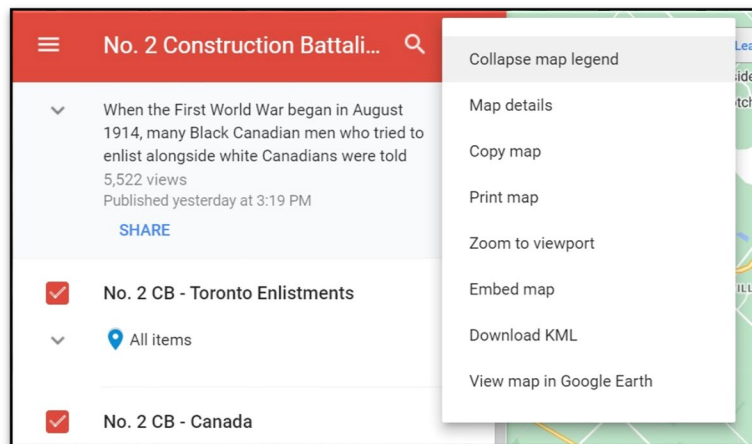 No. 2 Construction Battali...
When the First World War began in August
1914, many Black Canadian men who tried to
enlist alongside white Canadians were told
5,522 views
Published yesterday at 3:19 PM
SHARE
No. 2 CB - Toronto Enlistments
All items
No. 2 CB - Canada
Collapse map legend
Map details
Copy map
Print map
Zoom to viewport
Embed map
Download KML
View map in Google Earth